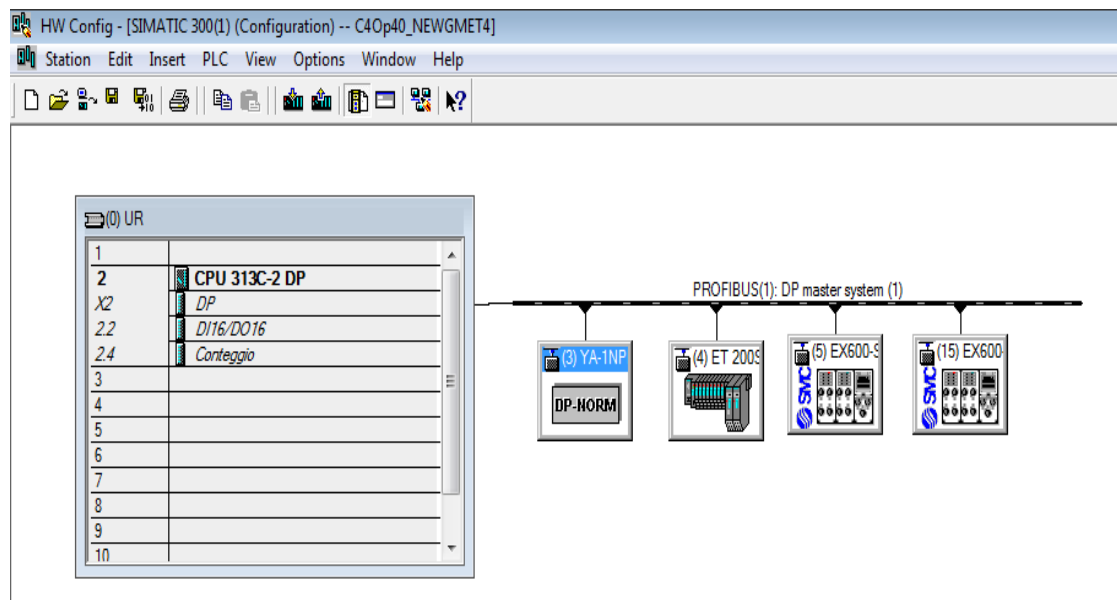 HW Config - [SIMATIC 300(1) (Configuration) -- C4Op40_NEWGMET4]
Station Edit Insert PLC View Options Window Help
(0) UR
1
2 CPU 313C-2 DP
X2 DP
2.2 DI16/DO16
2.4 Conteggio
3
4
5
6
7
8
9
10
PROFIBUS(1): DP master system (1)
(3) YA-1NP
DP-NORM
(4) ET 200S
(5) EX600-S
SMC
(15) EX600-
SMC